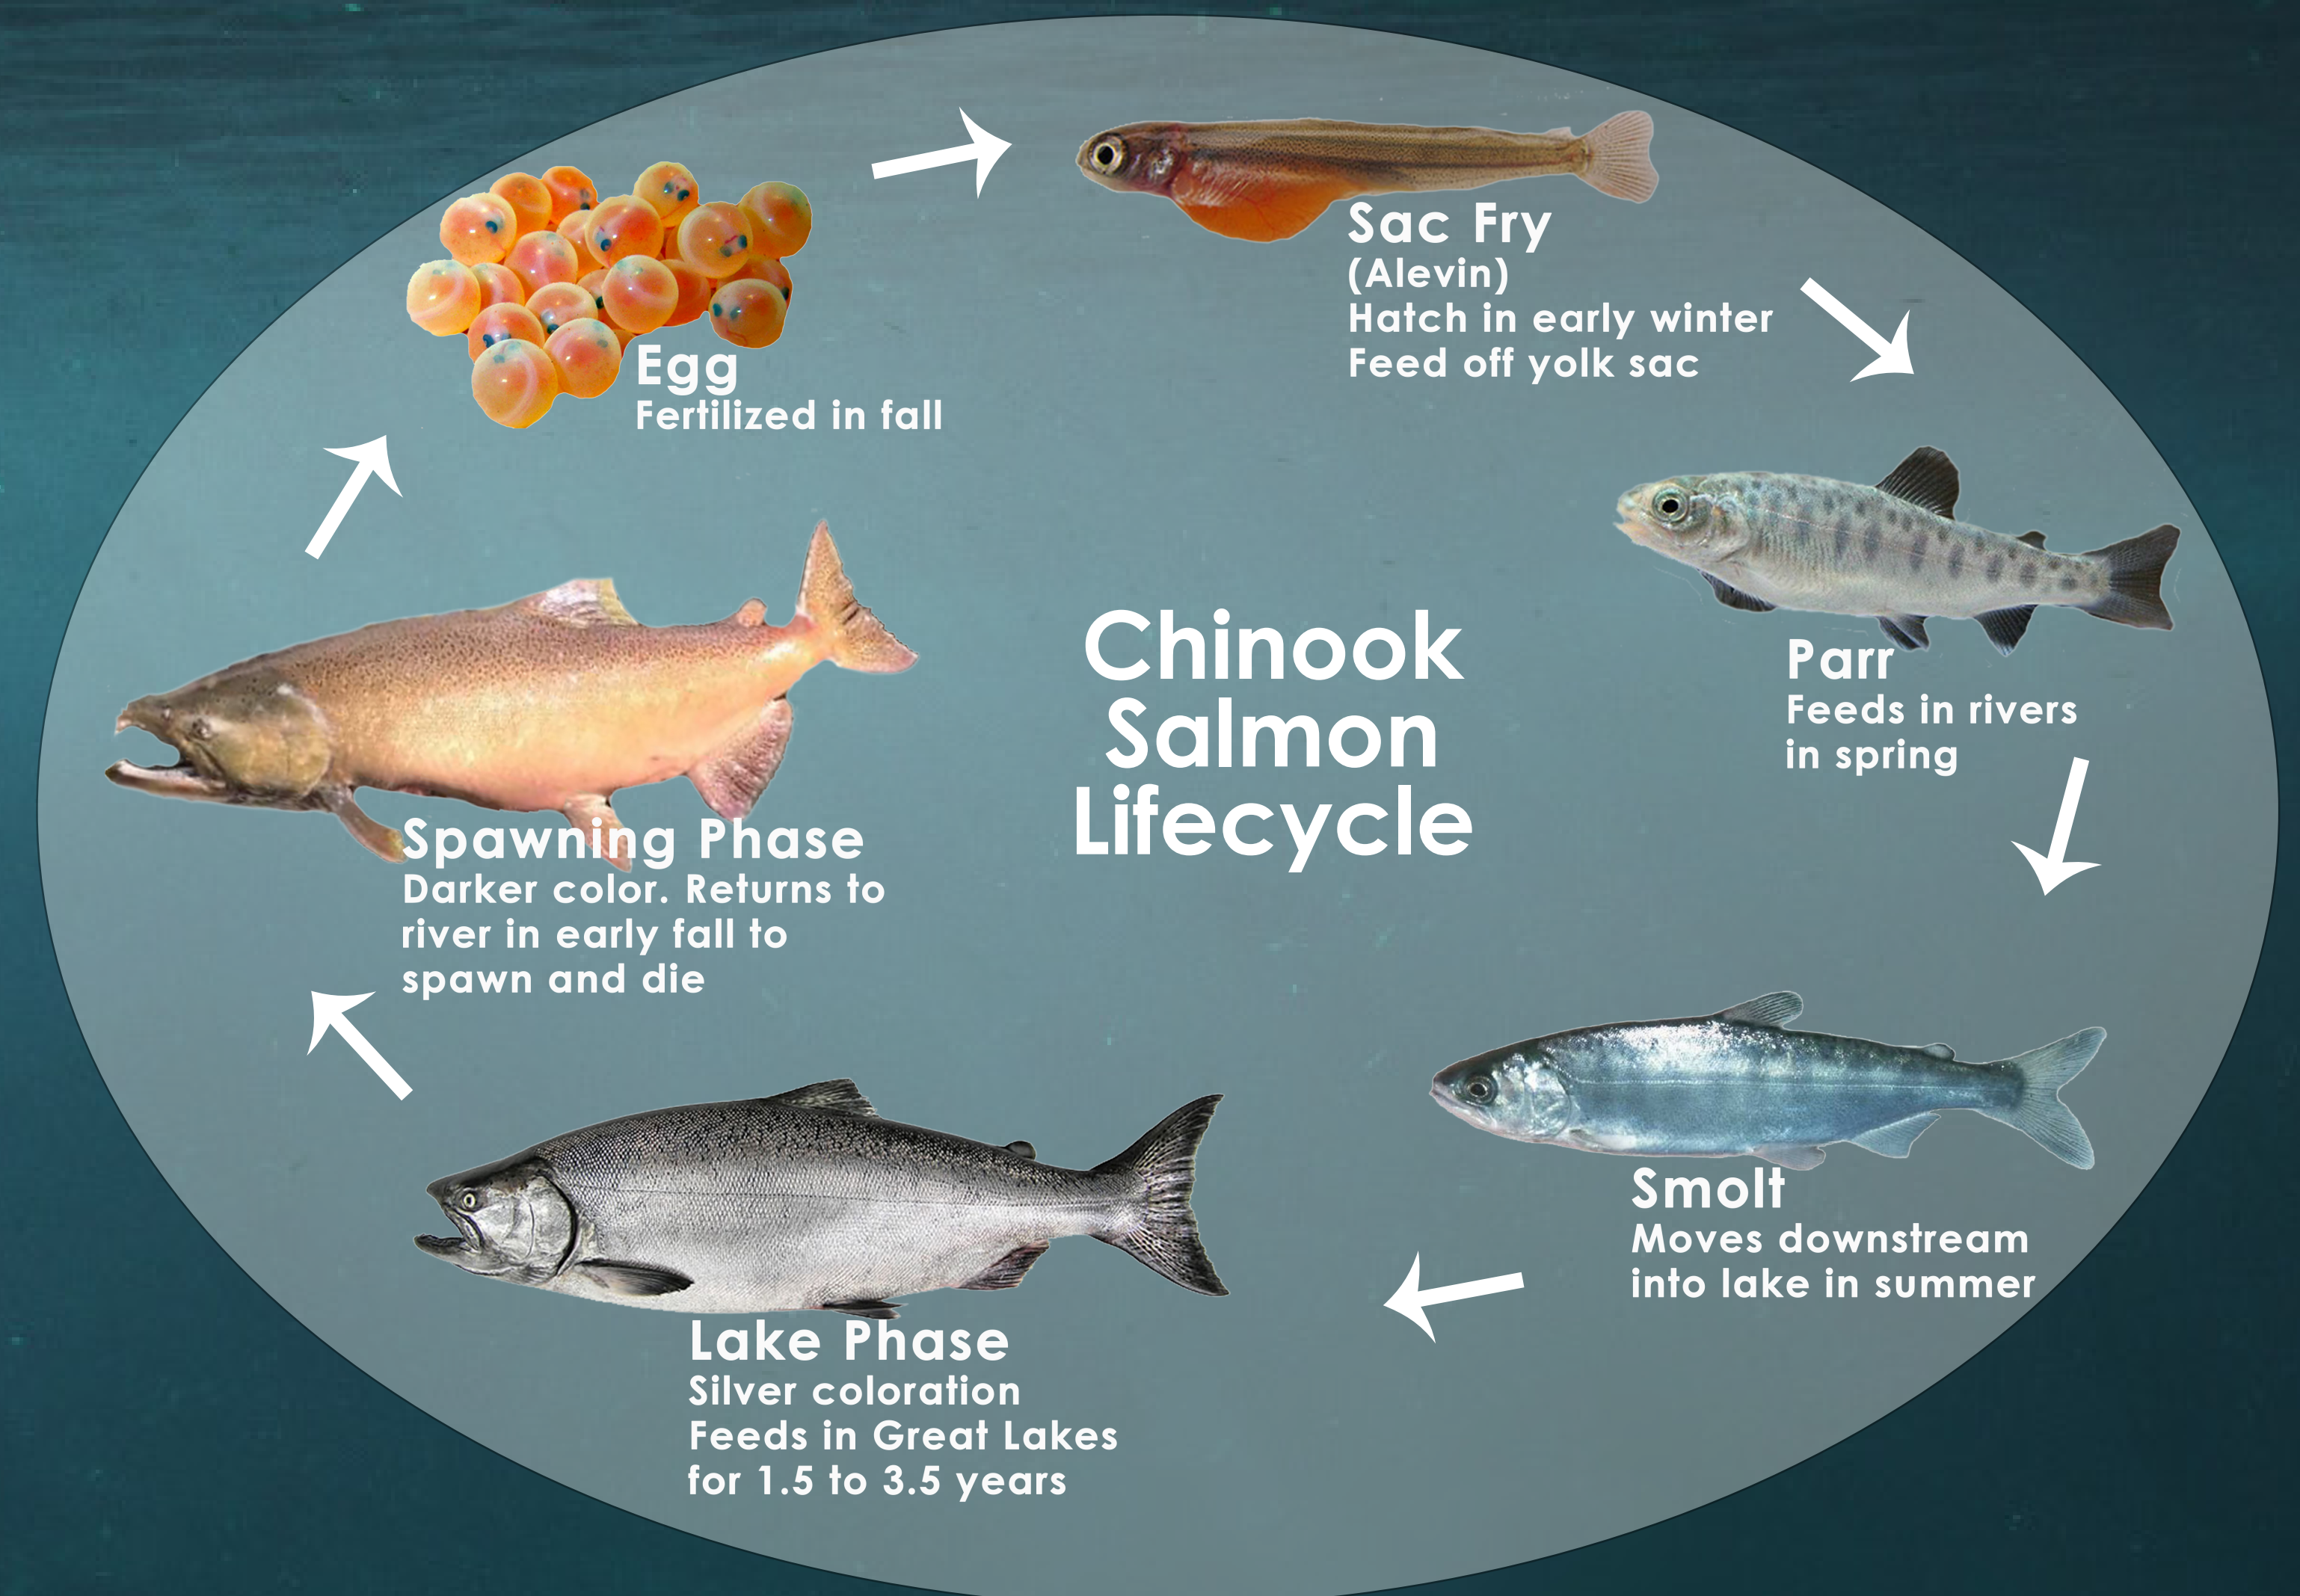 Chinook
Salmon
Lifecycle
Egg
Fertilized in fall
Sac Fry
(Alevin)
Hatch in early winter
Feed off yolk sac
Parr
Feeds in rivers
in spring
Smolt
Moves downstream
into lake in summer
Lake Phase
Silver coloration
Feeds in Great Lakes
for 1.5 to 3.5 years
Spawning Phase
Darker color. Returns to
river in early fall to
spawn and die